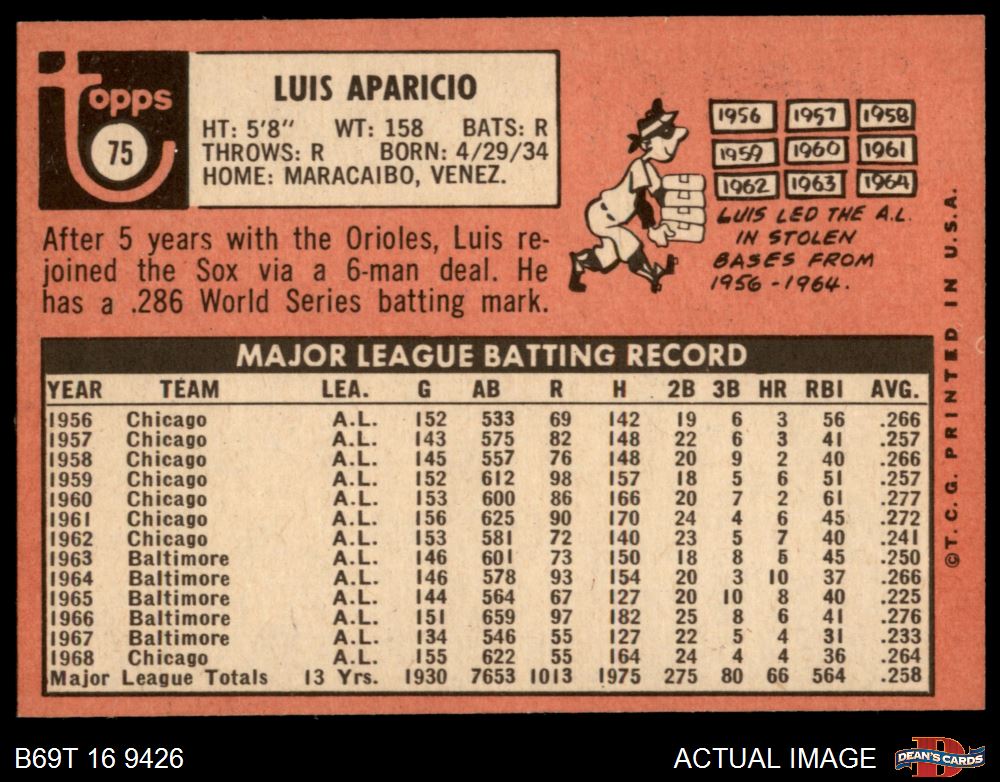 Topps
75
LUIS APARICIO
HT: 5'8" WT: 158 BATS: R
THROWS: R BORN: 4/29/34
HOME: MARACAIBO, VENEZ.
After 5 years with the Orioles, Luis re-
joined the Sox via a 6-man deal. He
has a .286 World Series batting mark.
1956 1957 1958
1959 1960 1961
1962 1963 1964
LUIS LED THE A.L.
IN STOLEN
BASES FROM
1956-1964.
MAJOR LEAGUE BATTING RECORD
YEAR TEAM LEA. G AB R H 2B 3B HR RBI AVG.
1956 Chicago A.L. 152 533 69 142 19 6 3 56 .266
1957 Chicago A.L. 143 575 82 148 22 6 3 41 .257
1958 Chicago A.L. 145 557 76 148 20 9 2 40 .266
1959 Chicago A.L. 152 612 98 157 18 5 6 51 .257
1960 Chicago A.L. 153 600 86 166 20 7 2 61 .277
1961 Chicago A.L. 156 625 90 170 24 4 6 45 .272
1962 Chicago A.L. 153 581 72 140 23 5 7 40 .241
1963 Baltimore A.L. 146 601 73 150 18 8 5 45 .250
1964 Baltimore A.L. 146 578 93 154 20 3 10 37 .266
1965 Baltimore A.L. 144 564 67 127 20 10 8 40 .225
1966 Baltimore A.L. 151 659 97 182 25 8 6 41 .276
1967 Baltimore A.L. 134 546 55 127 22 5 4 31 .233
1968 Chicago A.L. 155 622 55 164 24 4 4 36 .264
Major League Totals 13 Yrs. 1930 7653 1013 1975 275 80 66 564 .258
©T.C.G. PRINTED IN U.S.A.
B69T 16 9426
ACTUAL IMAGE
D
DEAN'S CARDS